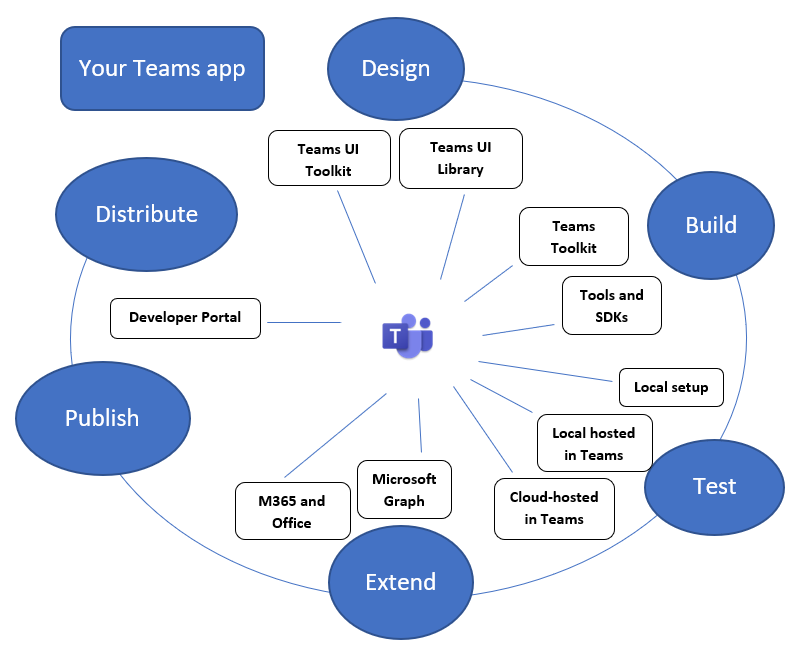 Your Teams app
Design
Teams UI
Toolkit
Teams UI
Library
Distribute
Build
Teams
Toolkit
Tools and
SDKs
Developer Portal
T
Local setup
Publish
Local hosted
in Teams
Test
Microsoft
Graph
M365 and
Office
Cloud-hosted
in Teams
Extend